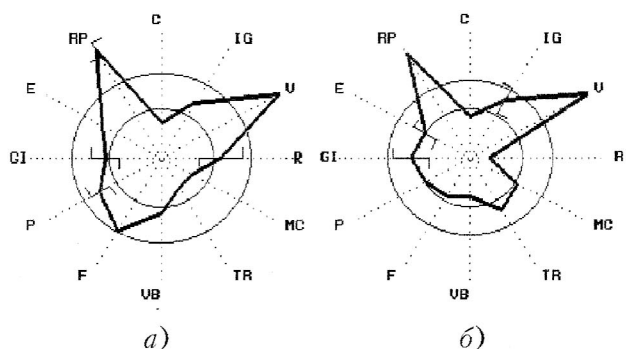 C C
RP IG RP IG
E V E V
GI R GI R
P MC P MC
F TR F TR
VB VB
а) б)